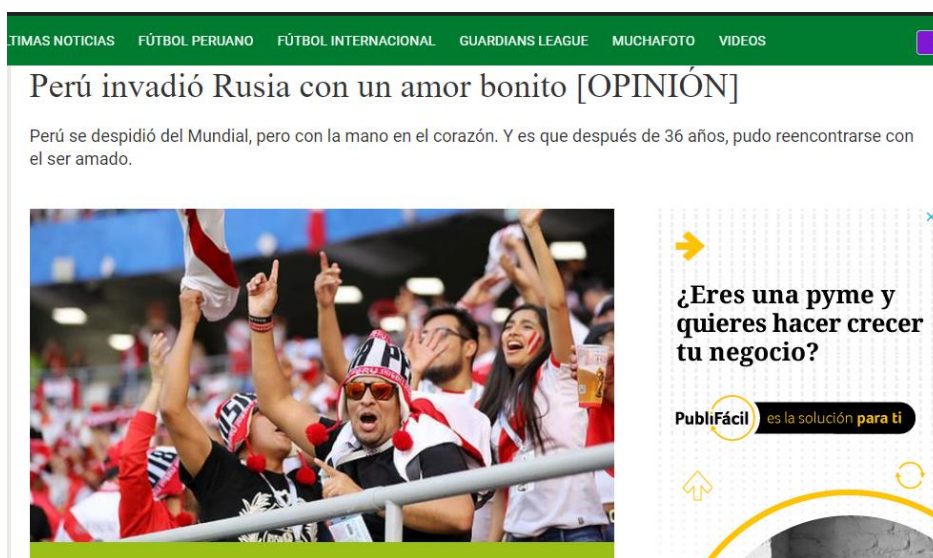 TIMAS NOTICIAS FÚTBOL PERUANO FÚTBOL INTERNACIONAL GUARDIANS LEAGUE MUCHAFOTO VIDEOS
Perú invadió Rusia con un amor bonito [OPINIÓN]
Perú se despidió del Mundial, pero con la mano en el corazón. Y es que después de 36 años, pudo reencontrarse con
el ser amado.
¿Eres una pyme y
quieres hacer crecer
tu negocio?
PubliFácil es la solución para ti